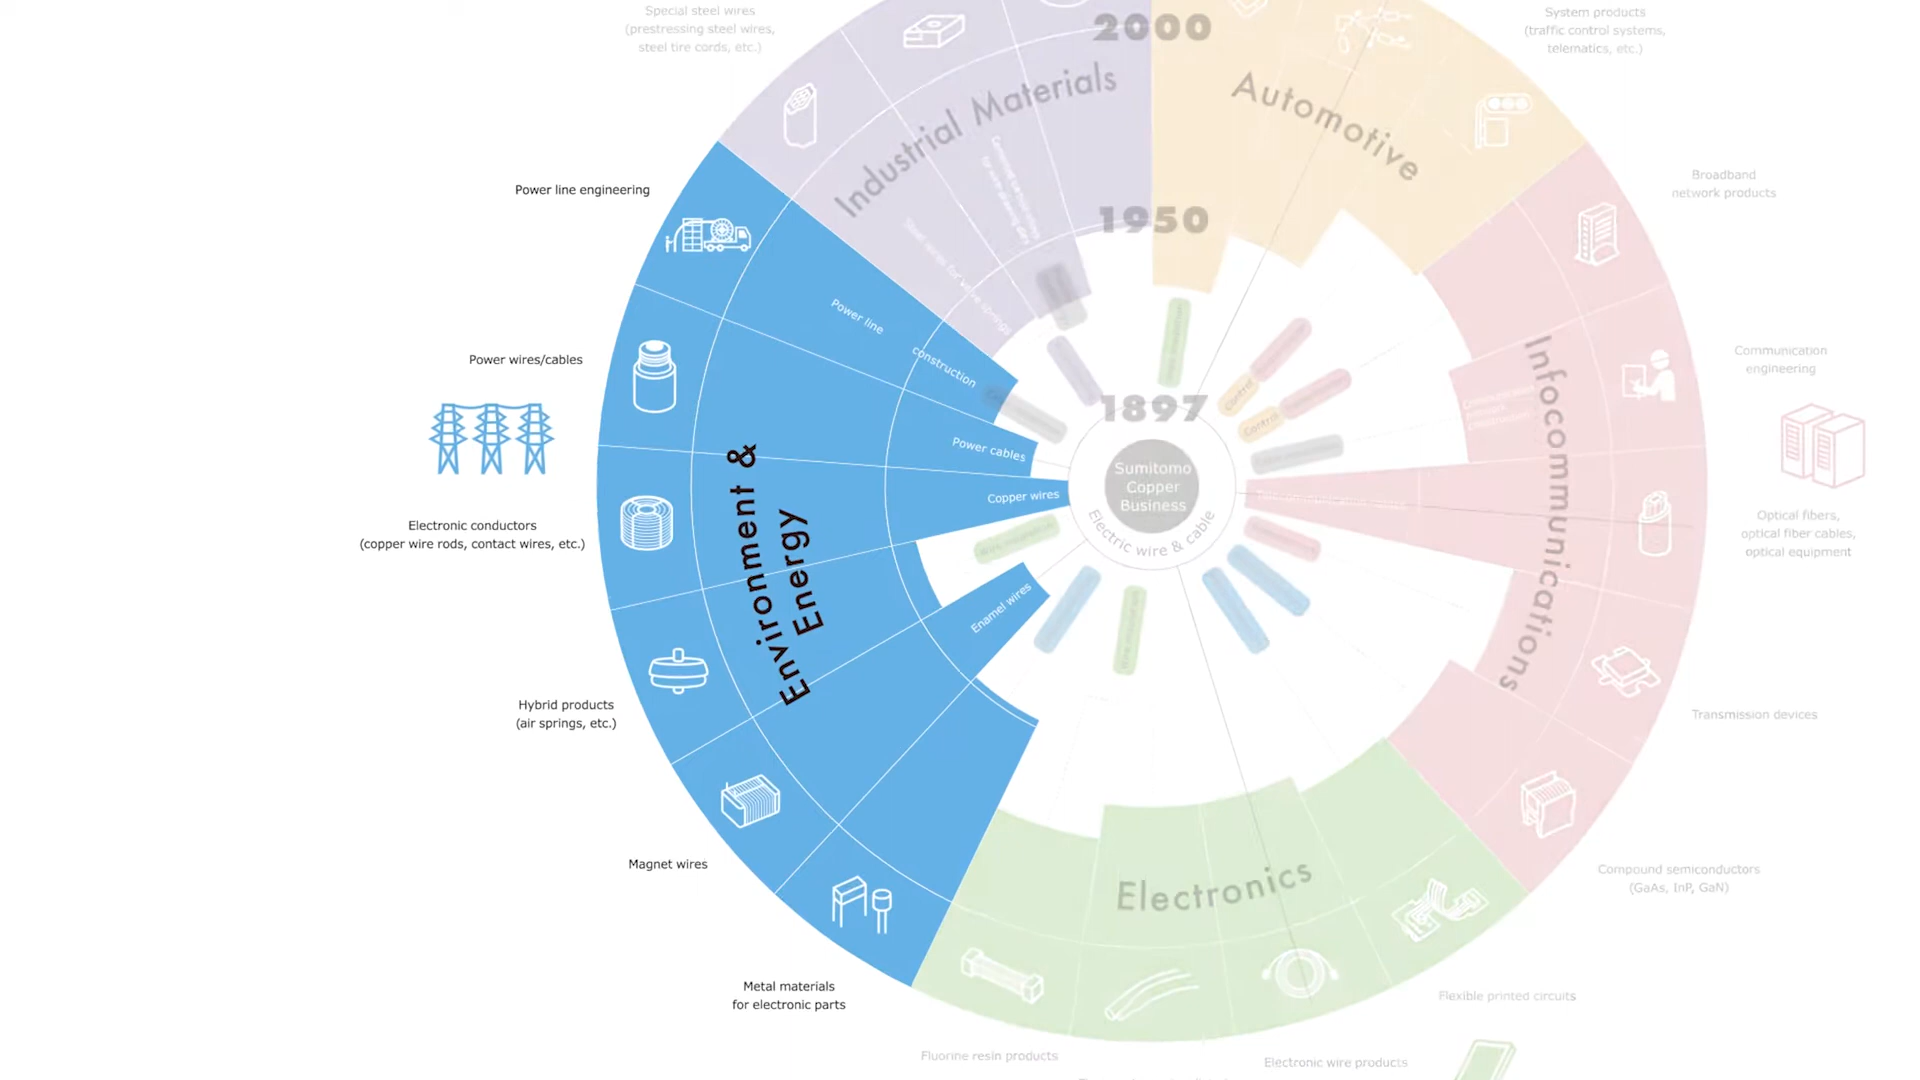 Special steel wires
(prestressing steel wires,
steel tire cords, etc.)
System products
(traffic control systems,
telematics, etc.)
2000
Industrial Materials
Automotive
Power line engineering
Broadband
network products
1950
Power line
construction
Power wires/cables
Communication
engineering
1897
Control
Control
Power cables
Sumitomo
Copper
Business
Electric wire & cable
Copper wires
Environment &
Energy
Infocommunications
Electronic conductors
(copper wire rods, contact wires, etc.)
Optical fibers,
optical fiber cables,
optical equipment
Enamel wires
Hybrid products
(air springs, etc.)
Transmission devices
Magnet wires
Electronics
Compound semiconductors
(GaAs, InP, GaN)
Metal materials
for electronic parts
Flexible printed circuits
Fluorine resin products
Electronic wire products